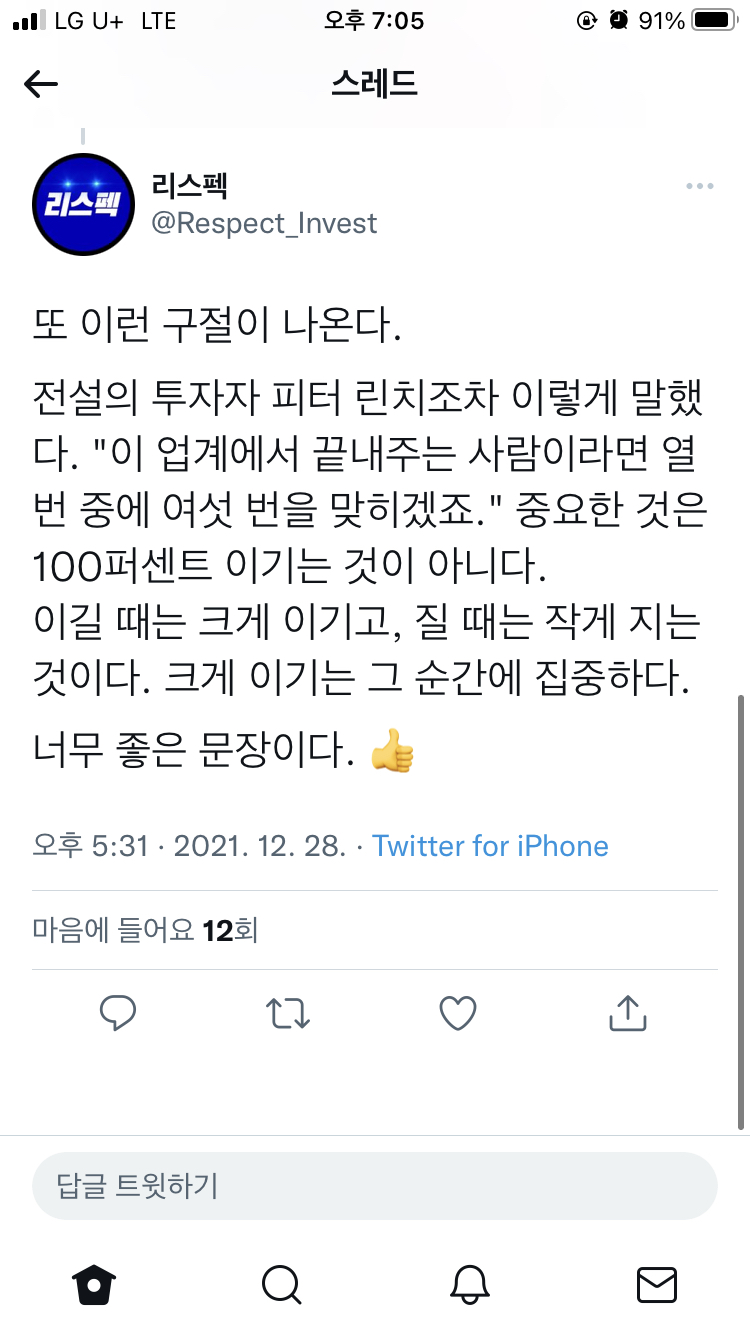 LG U+ LTE 오후 7:05 91%
스레드
리스펙
리스펙
@Respect_Invest
또 이런 구절이 나온다.
전설의 투자자 피터 린치조차 이렇게 말했
다. "이 업계에서 끝내주는 사람이라면 열
번 중에 여섯 번을 맞히겠죠." 중요한 것은
100퍼센트 이기는 것이 아니다.
이길 때는 크게 이기고, 질 때는 작게 지는
것이다. 크게 이기는 그 순간에 집중하다.
너무 좋은 문장이다. 👍
오후 5:31 · 2021. 12. 28. · Twitter for iPhone
마음에 들어요 12회
답글 트윗하기